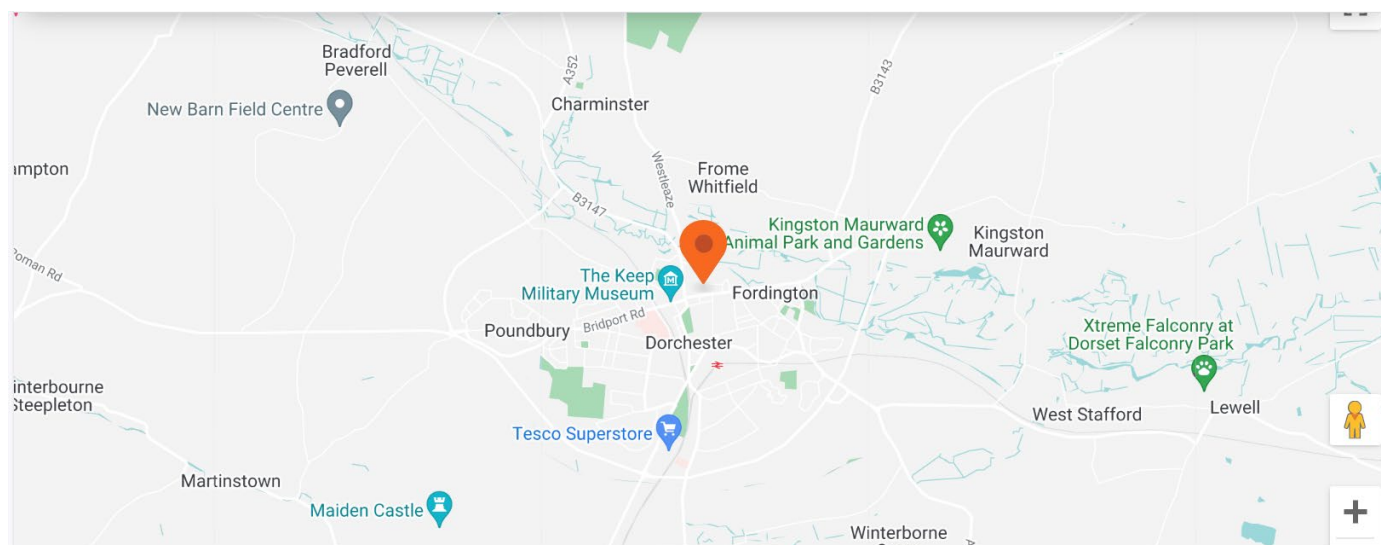 Bradford
Peverell
A352
B3143
New Barn Field Centre
Charminster
Westleaze
Frome
Whitfield
B3147
Kingston Maurward
Animal Park and Gardens
Kingston
Maurward
Roman Rd
The Keep
Military Museum
Fordington
Bridport Rd
Poundbury
Dorchester
Xtreme Falconry at
Dorset Falconry Park
interbourne
Steepleton
West Stafford
Lewell
Tesco Superstore
Martinstown
Maiden Castle
Winterborne